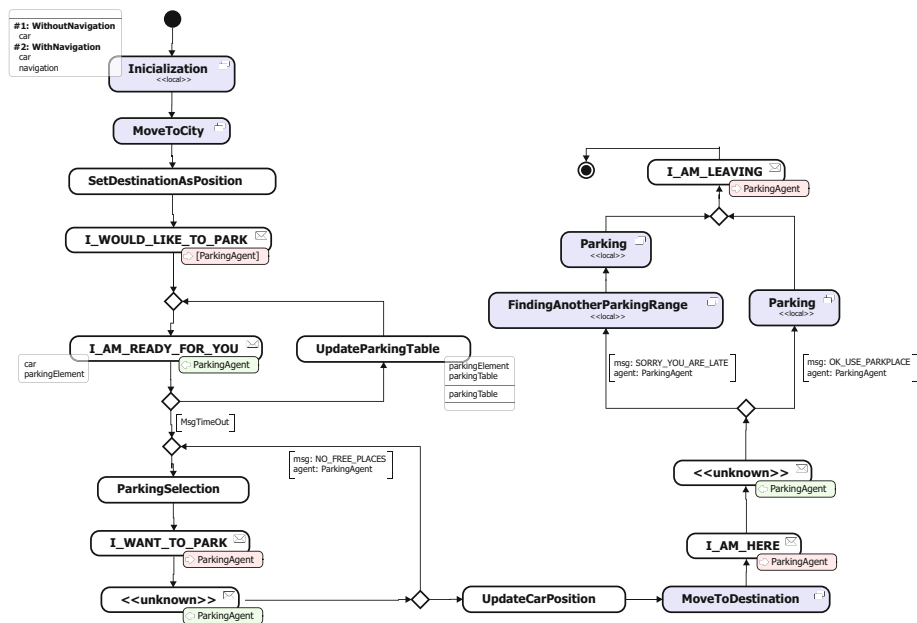 #1: WithoutNavigation
car
#2: WithNavigation
car
navigation
Inicialization
<<local>>
MoveToCity
SetDestinationAsPosition
I_WOULD_LIKE_TO_PARK
[ParkingAgent]
I_AM_READY_FOR_YOU
ParkingAgent
car
parkingElement
UpdateParkingTable
parkingElement
parkingTable
parkingTable
MsgTimeOut
msg: NO_FREE_PLACES
agent: ParkingAgent
ParkingSelection
I_WANT_TO_PARK
ParkingAgent
<<unknown>>
ParkingAgent
UpdateCarPosition
MoveToDestination
I_AM_HERE
ParkingAgent
<<unknown>>
ParkingAgent
msg: SORRY_YOU_ARE_LATE
agent: ParkingAgent
msg: OK_USE_PARKPLACE
agent: ParkingAgent
FindingAnotherParkingRange
<<local>>
Parking
<<local>>
Parking
<<local>>
I_AM_LEAVING
ParkingAgent